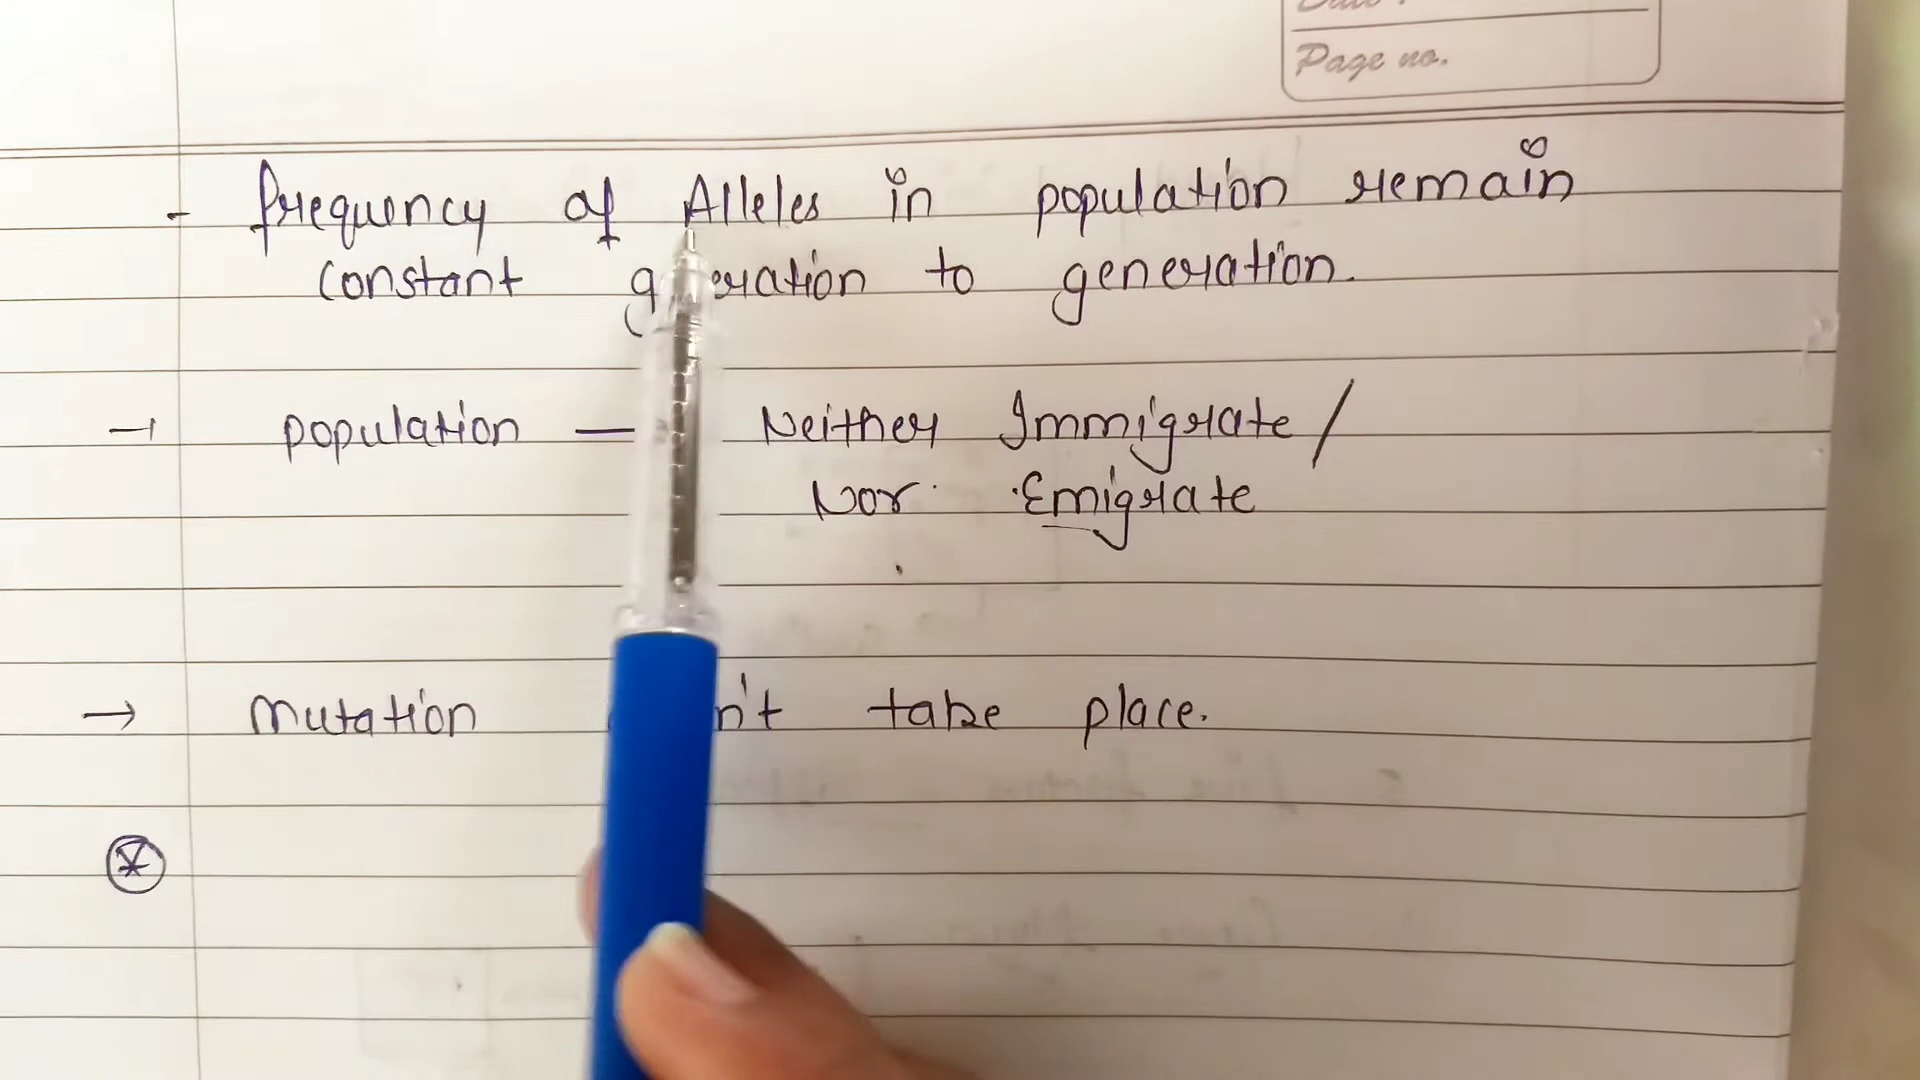 Page no.
- frequency of Alleles in population remain
constant generation to generation.
→ population — Neither Immigrate /
Nor Emigrate
→ Mutation n't take place.